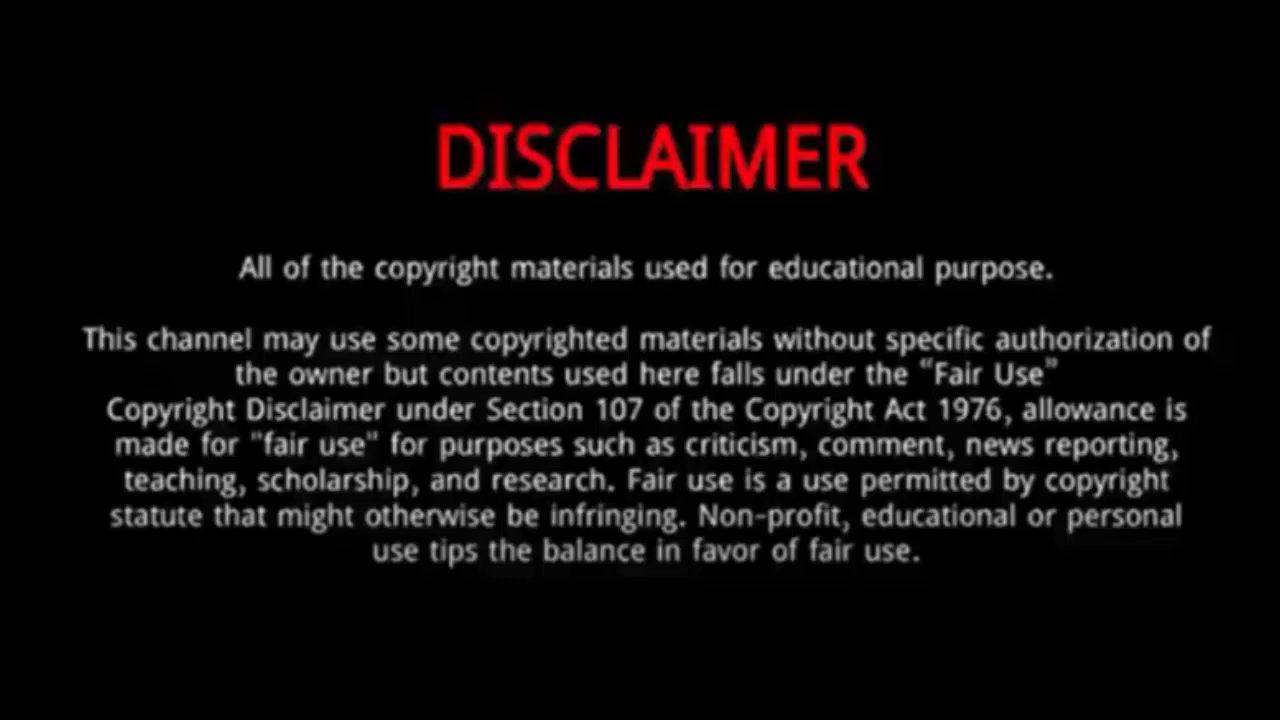 DISCLAIMER
All of the copyright materials used for educational purpose.
This channel may use some copyrighted materials without specific authorization of
the owner but contents used here falls under the “Fair Use”
Copyright Disclaimer under Section 107 of the Copyright Act 1976, allowance is
made for "fair use" for purposes such as criticism, comment, news reporting,
teaching, scholarship, and research. Fair use is a use permitted by copyright
statute that might otherwise be infringing. Non-profit, educational or personal
use tips the balance in favor of fair use.